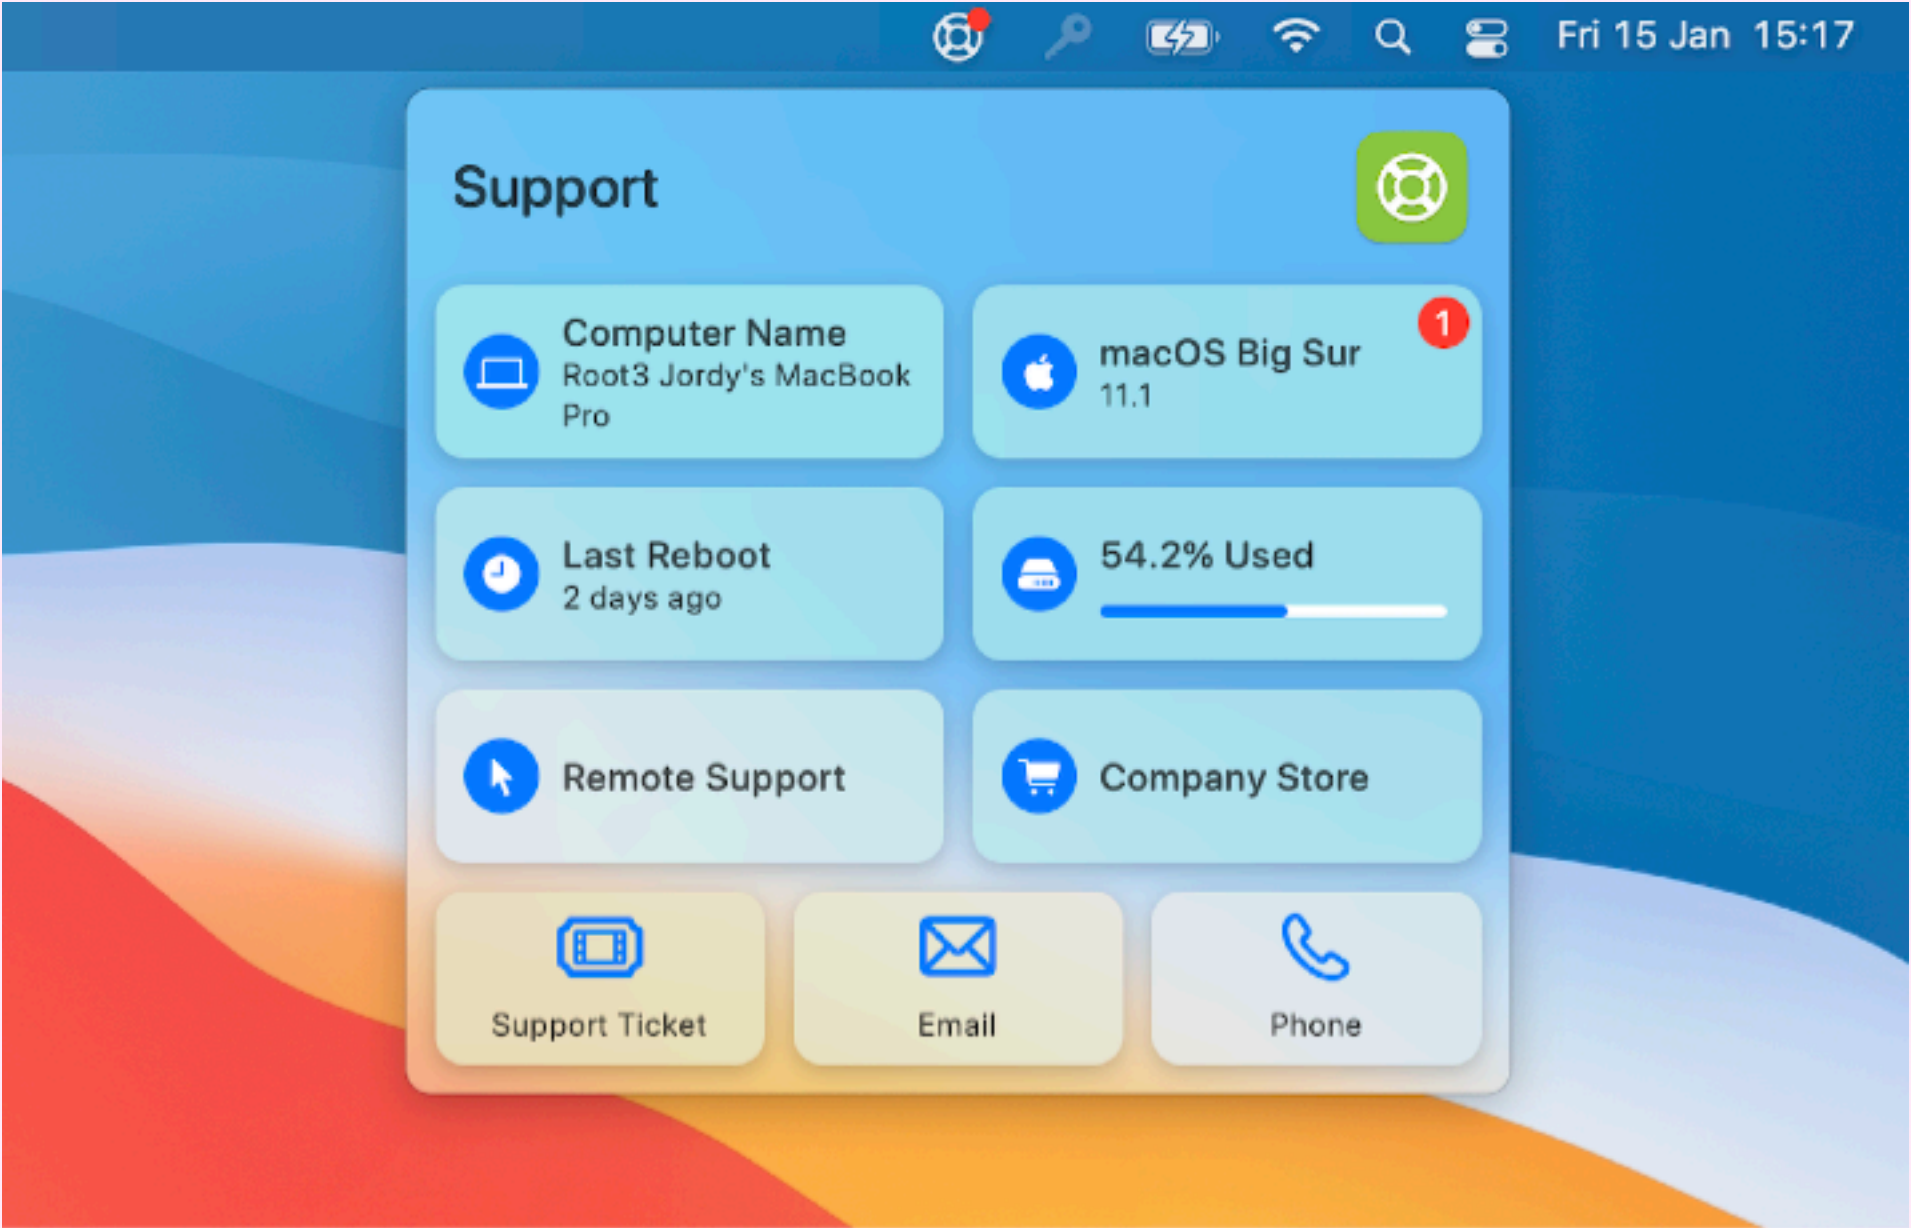 Fri 15 Jan 15:17
Support
Computer Name
Root3 Jordy's MacBook
Pro
macOS Big Sur
11.1
1
Last Reboot
2 days ago
54.2% Used
Remote Support
Company Store
Support Ticket
Email
Phone